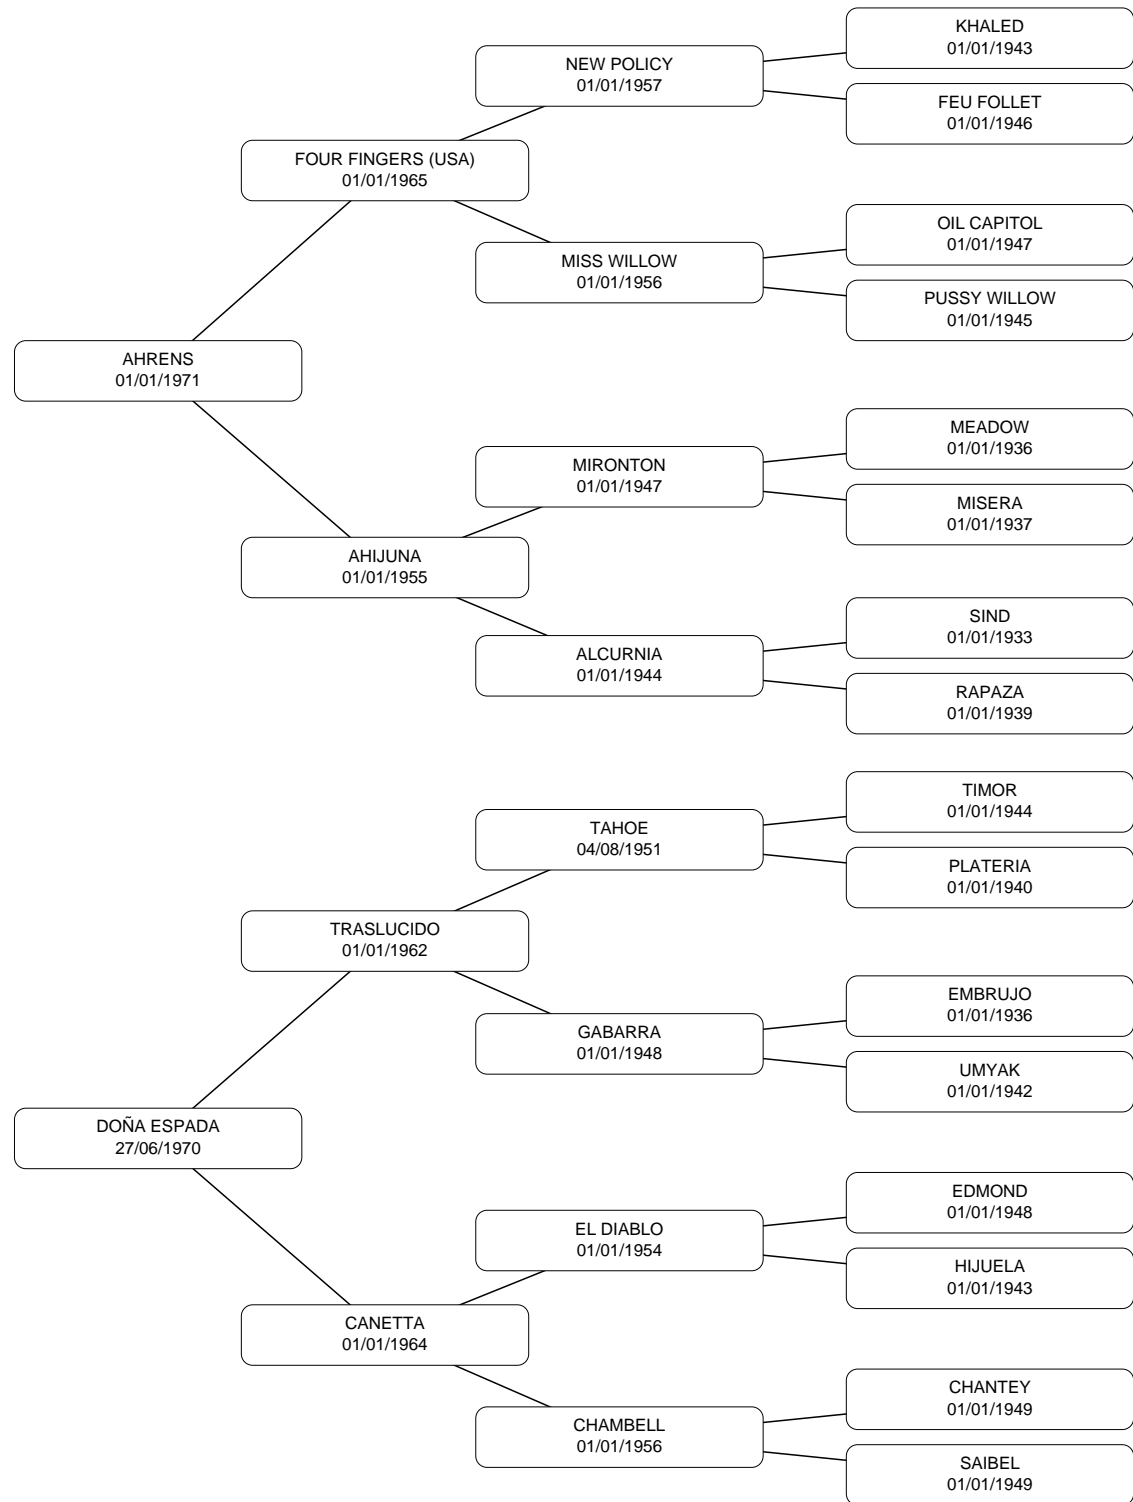 KHALED
01/01/1943
NEW POLICY
01/01/1957
FEU FOLLET
01/01/1946
FOUR FINGERS (USA)
01/01/1965
OIL CAPITOL
01/01/1947
MISS WILLOW
01/01/1956
PUSSY WILLOW
01/01/1945
AHRENS
01/01/1971
MEADOW
01/01/1936
MIRONTON
01/01/1947
MISERA
01/01/1937
AHIJUNA
01/01/1955
SIND
01/01/1933
ALCURNIA
01/01/1944
RAPAZA
01/01/1939
TIMOR
01/01/1944
TAHOE
04/08/1951
PLATERIA
01/01/1940
TRASLUCIDO
01/01/1962
EMBRUJO
01/01/1936
GABARRA
01/01/1948
UMYAK
01/01/1942
DOÑA ESPADA
27/06/1970
EDMOND
01/01/1948
EL DIABLO
01/01/1954
HIJUELA
01/01/1943
CANETTA
01/01/1964
CHANTEY
01/01/1949
CHAMBELL
01/01/1956
SAIBEL
01/01/1949